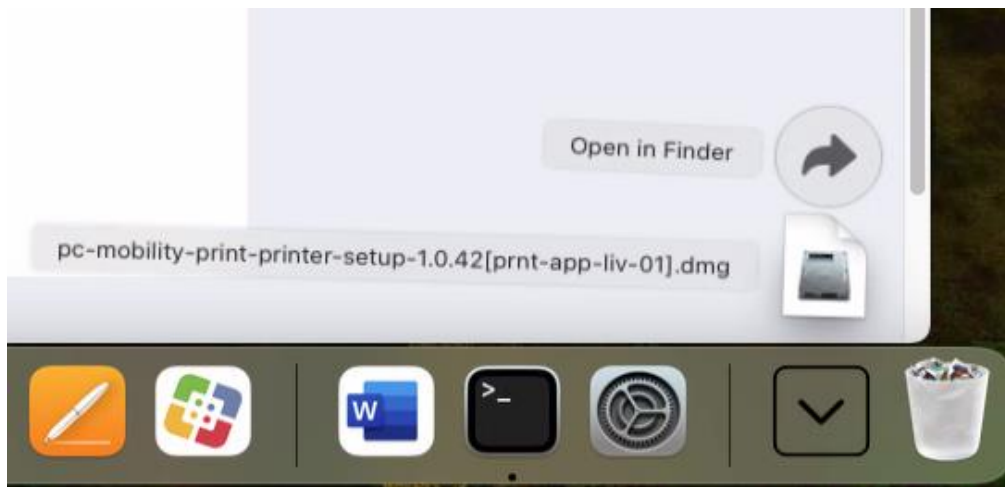 Open in Finder
pc-mobility-print-printer-setup-1.0.42[prnt-app-liv-01].dmg
W
>_